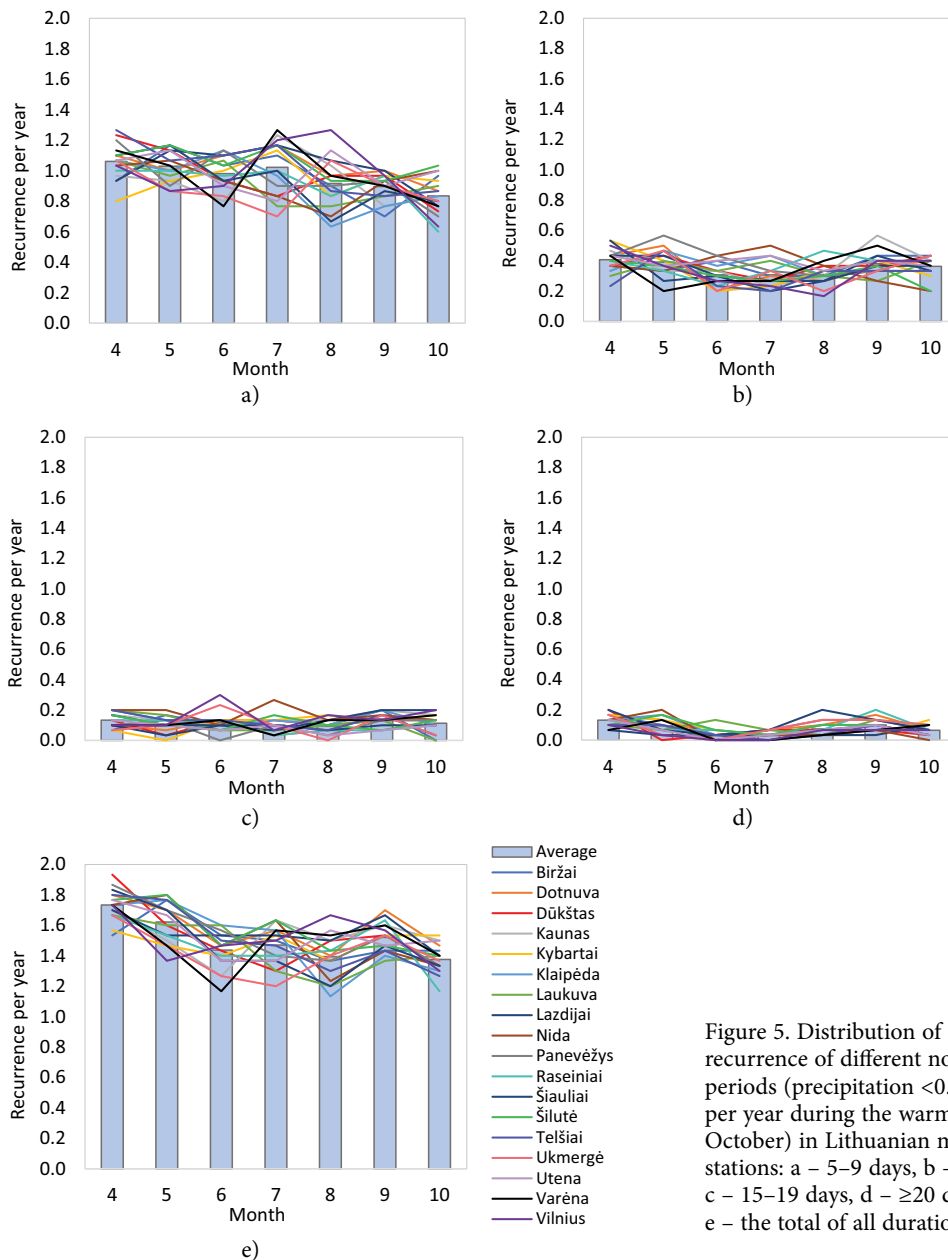 2.0
1.8
1.6
1.4
1.2
1.0
0.8
0.6
0.4
0.2
0.0
Recurrence per year
4 5 6 7 8 9 10
Month
a)
2.0
1.8
1.6
1.4
1.2
1.0
0.8
0.6
0.4
0.2
0.0
Recurrence per year
4 5 6 7 8 9 10
Month
b)
2.0
1.8
1.6
1.4
1.2
1.0
0.8
0.6
0.4
0.2
0.0
Recurrence per year
4 5 6 7 8 9 10
Month
c)
2.0
1.8
1.6
1.4
1.2
1.0
0.8
0.6
0.4
0.2
0.0
Recurrence per year
4 5 6 7 8 9 10
Month
d)
2.0
1.8
1.6
1.4
1.2
1.0
0.8
0.6
0.4
0.2
0.0
Recurrence per year
4 5 6 7 8 9 10
Month
e)
Average
Biržai
Dotnuva
Dūkštas
Kaunas
Kybartai
Klaipėda
Laukuva
Lazdijai
Nida
Panevėžys
Raseiniai
Šiauliai
Šilutė
Telšiai
Ukmergė
Utena
Varėna
Vilnius
Figure 5. Distribution of
recurrence of different no
periods (precipitation <0.
per year during the warm
October) in Lithuanian m
stations: a – 5–9 days, b –
c – 15–19 days, d – ≥20 d
e – the total of all duratio